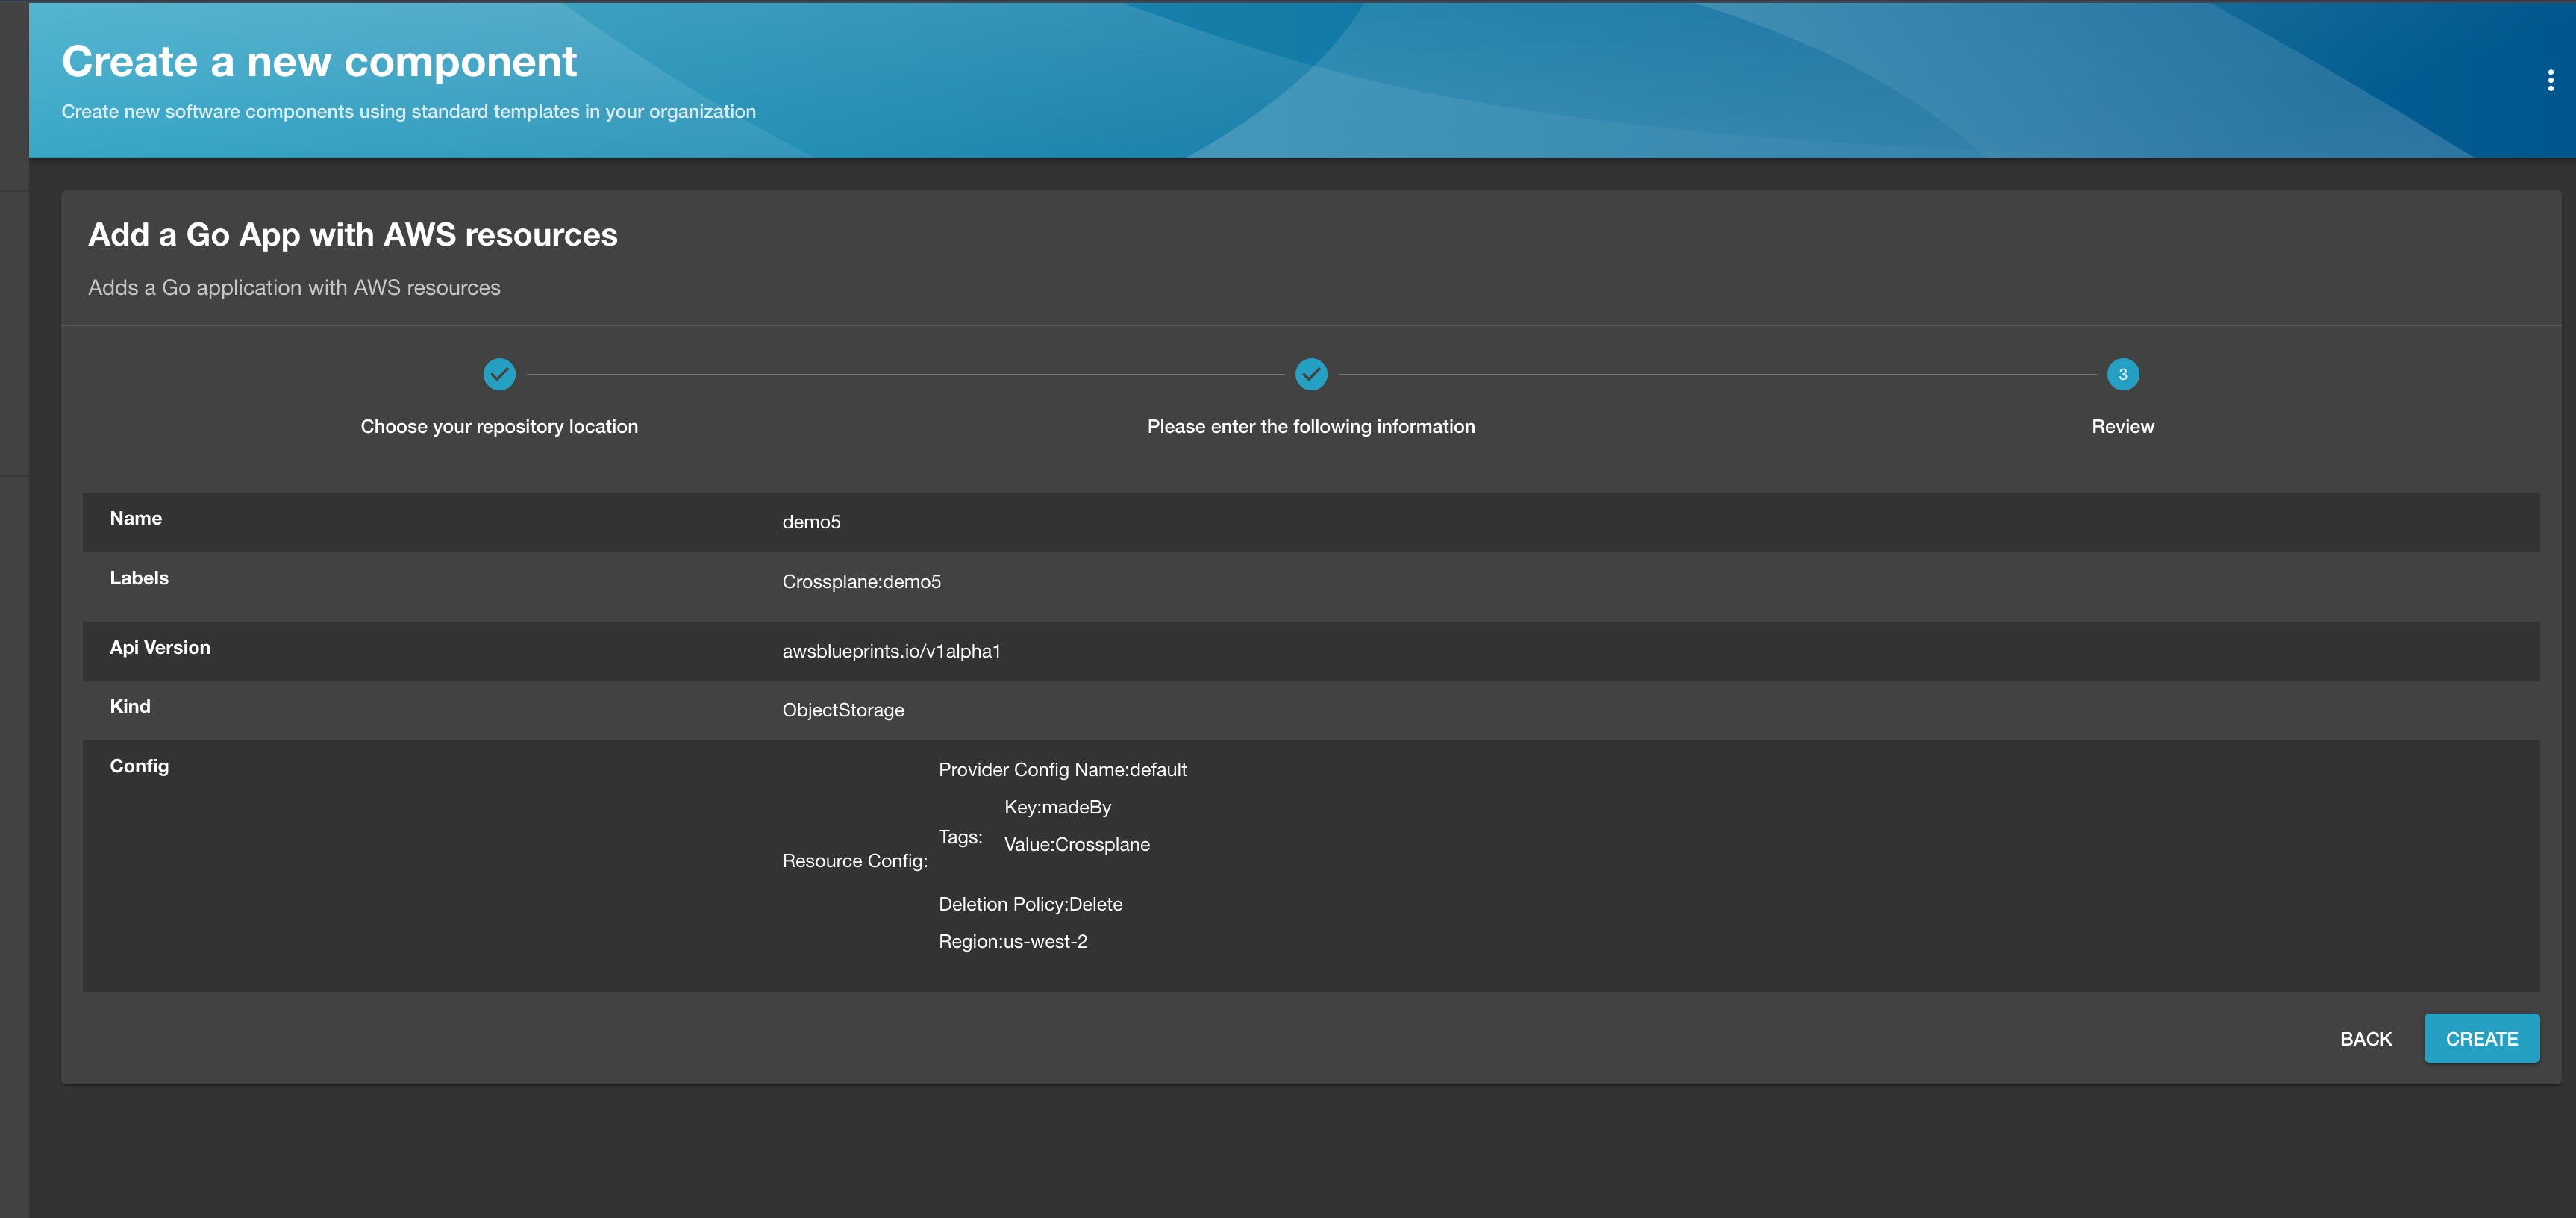 Create a new component
Create new software components using standard templates in your organization
Add a Go App with AWS resources
Adds a Go application with AWS resources
3
Choose your repository location
Please enter the following information
Review
Name
demo5
Labels
Crossplane:demo5
Api Version
awsblueprints.io/v1alpha1
Kind
ObjectStorage
Config
Resource Config:
Provider Config Name:default
Tags:
Key:madeBy
Value:Crossplane
Deletion Policy:Delete
Region:us-west-2
BACK
CREATE